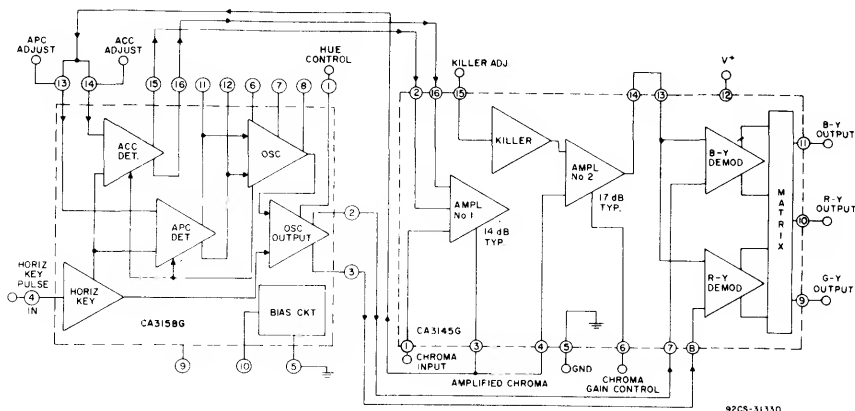 APC
ADJUST
ACC
ADJUST
HUE
CONTROL
KILLER ADJ
V+
13
14
15
16
11
12
6
7
8
1
2
16
15
14
13
12
ACC
DET.
OSC
KILLER
AMPL
No 2
17 dB
TYP.
B-Y
DEMOD
11
B-Y
OUTPUT
APC
DET
OSC
OUTPUT
2
3
AMPL
No 1
14 dB
TYP.
MATRIX
10
R-Y
OUTPUT
HORIZ
KEY
PULSE
4
IN
HORIZ
KEY
BIAS CKT
R-Y
DEMOD
9
G-Y
OUTPUT
CA3158G
CA3145G
9
10
5
1
CHROMA
INPUT
3
4
AMPLIFIED CHROMA
5
GND
6
CHROMA
GAIN CONTROL
7
8
92CS-31330